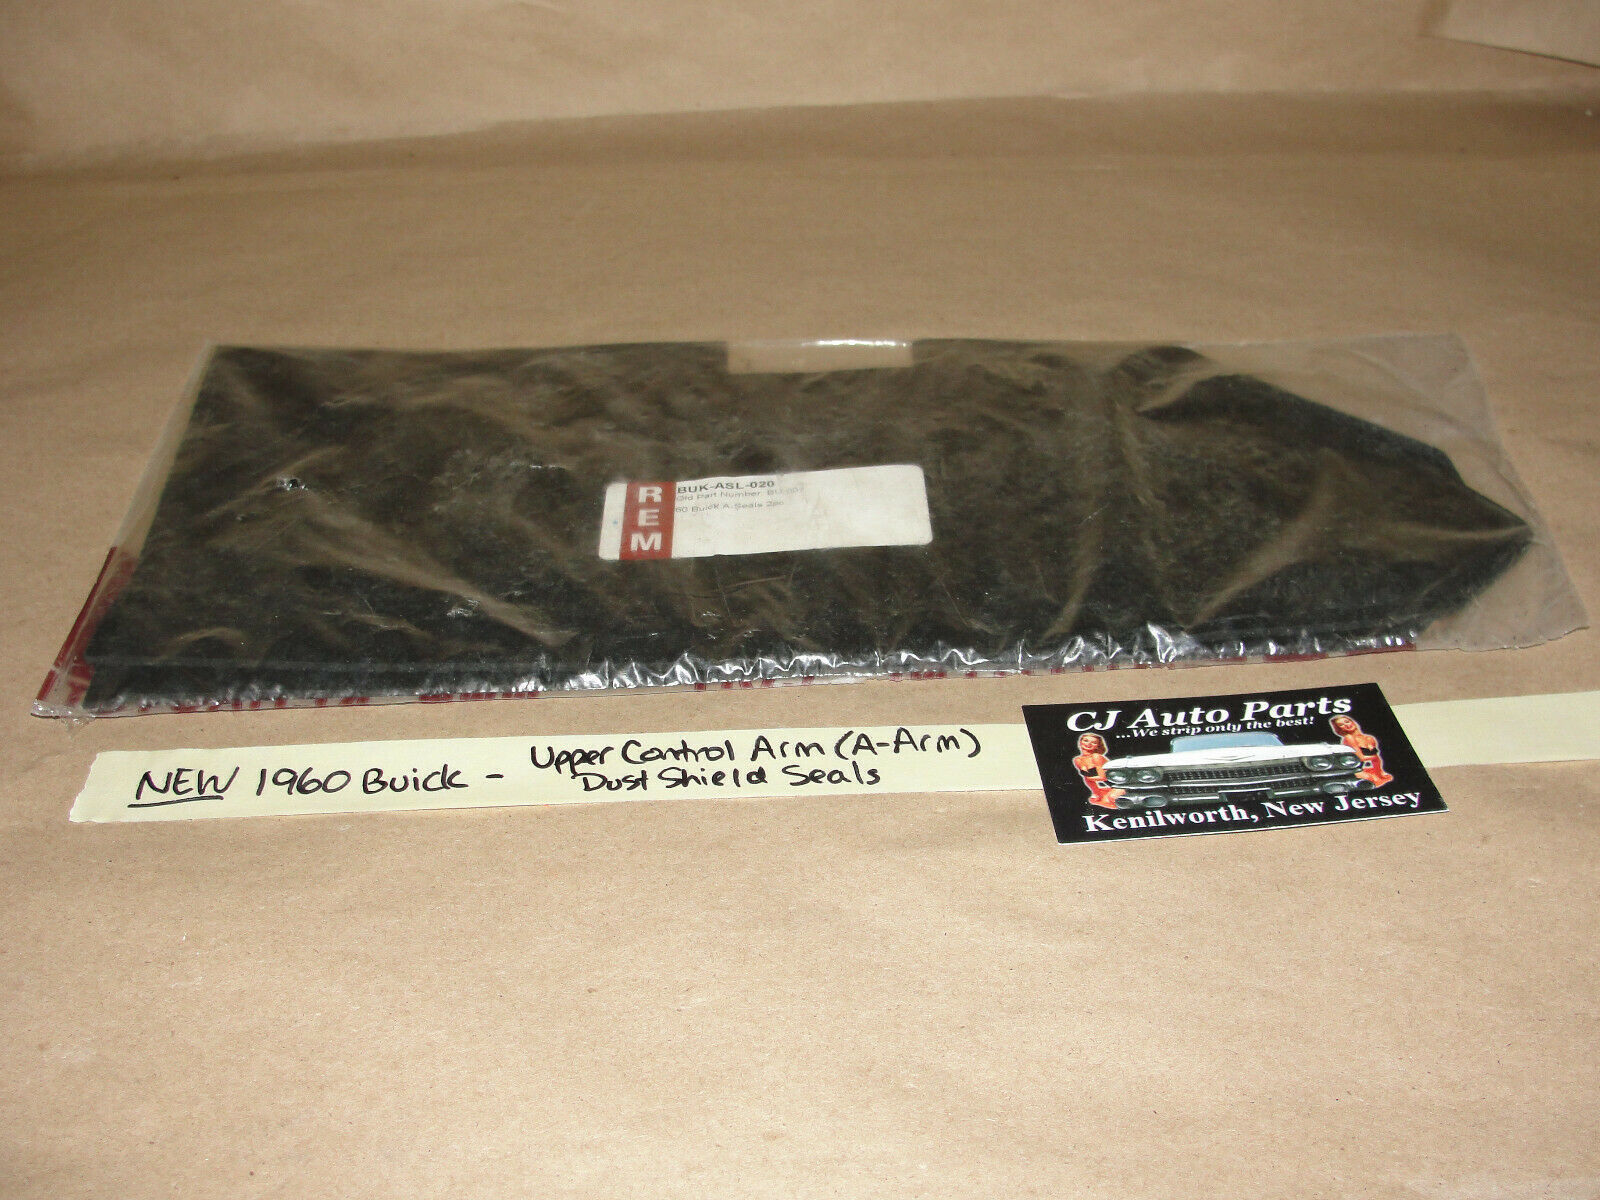 REM
BUK-ASL-020
Old Part Number
60 Buick A-Seals 2pc
NEW 1960 Buick - Upper Control Arm (A-Arm)
Dust Shield Seals
CJ Auto Parts
...We strip only the best!
Kenilworth, New Jersey